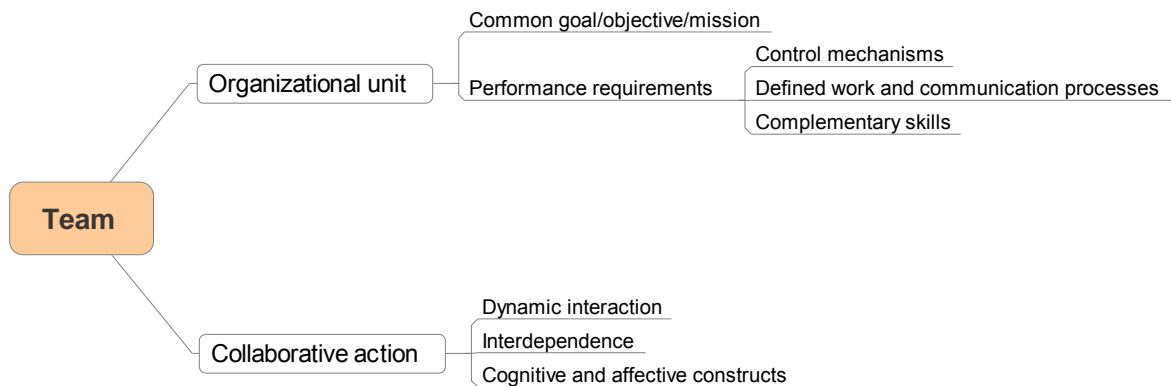 Team
Organizational unit
Common goal/objective/mission
Performance requirements
Control mechanisms
Defined work and communication processes
Complementary skills
Collaborative action
Dynamic interaction
Interdependence
Cognitive and affective constructs